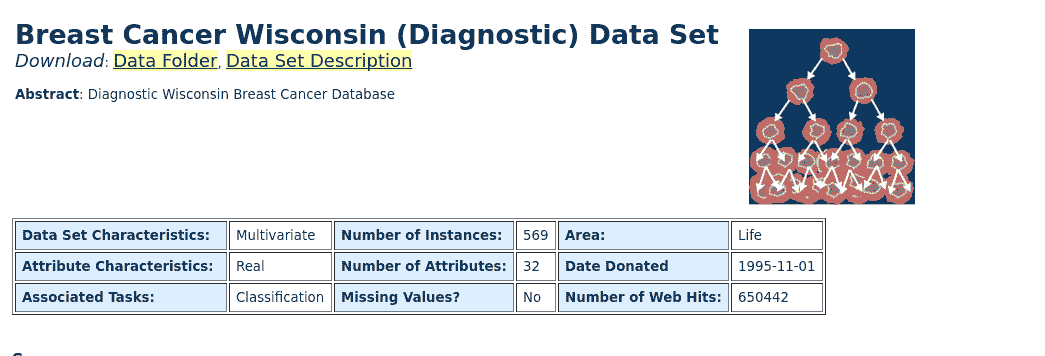 Breast Cancer Wisconsin (Diagnostic) Data Set
Download: Data Folder, Data Set Description
Abstract: Diagnostic Wisconsin Breast Cancer Database
Data Set Characteristics: Multivariate Number of Instances: 569 Area: Life
Attribute Characteristics: Real Number of Attributes: 32 Date Donated 1995-11-01
Associated Tasks: Classification Missing Values? No Number of Web Hits: 650442